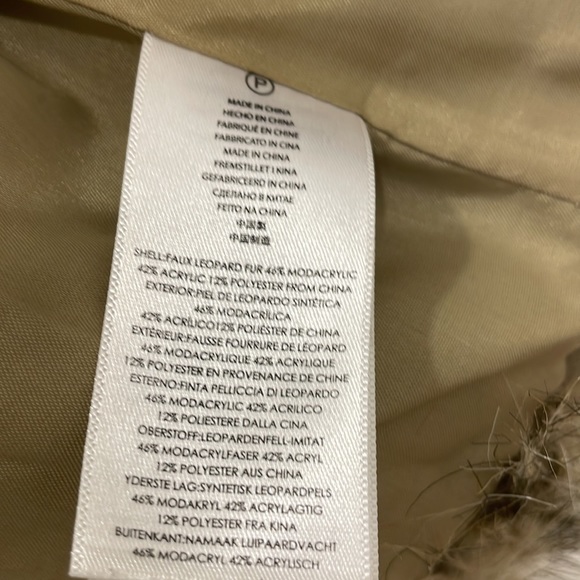 P
MADE IN CHINA
HECHO EN CHINA
FABRIQUÉ EN CHINE
FABBRICATO IN CINA
MADE IN CHINA
FREMSTILLET I KINA
GEFABRICEERD IN CHINA
СДЕЛАНО В КИТАЕ
FEITO NA CHINA
中国製
中国制造
SHELL:FAUX LEOPARD FUR 46% MODACRYLIC
42% ACRYLIC 12% POLYESTER FROM CHINA
EXTERIOR:PIEL DE LEOPARDO SINTÉTICA
46% MODACRÍLICA
42% ACRÍLICO12% POLIÉSTER DE CHINA
EXTÉRIEUR:FAUSSE FOURRURE DE LÉOPARD
46% MODACRYLIQUE 42% ACRYLIQUE
12% POLYESTER EN PROVENANCE DE CHINE
ESTERNO:FINTA PELLICCIA DI LEOPARDO
46% MODACRYLIC 42% ACRILICO
12% POLIESTERE DALLA CINA
OBERSTOFF:LEOPARDENFELL-IMITAT
46% MODACRYLFASER 42% ACRYL
12% POLYESTER AUS CHINA
YDERSTE LAG:SYNTETISK LEOPARDPELS
46% MODAKRYL 42% ACRYLAGTIG
12% POLYESTER FRA KINA
BUITENKANT:NAMAAK LUIPAARDVACHT
46% MODACRYL 42% ACRYLISCH